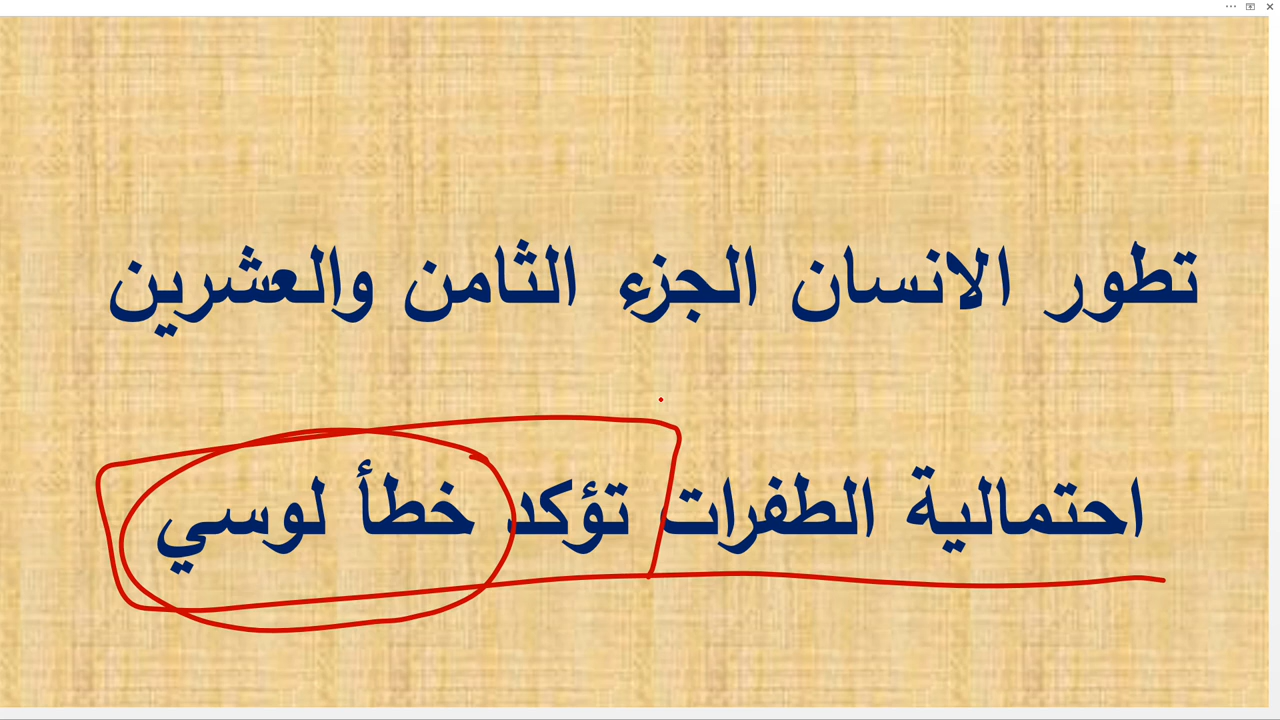 تطور الانسان الجزء الثامن والعشرين
احتمالية الطفرات تؤكد خطأ لوسي